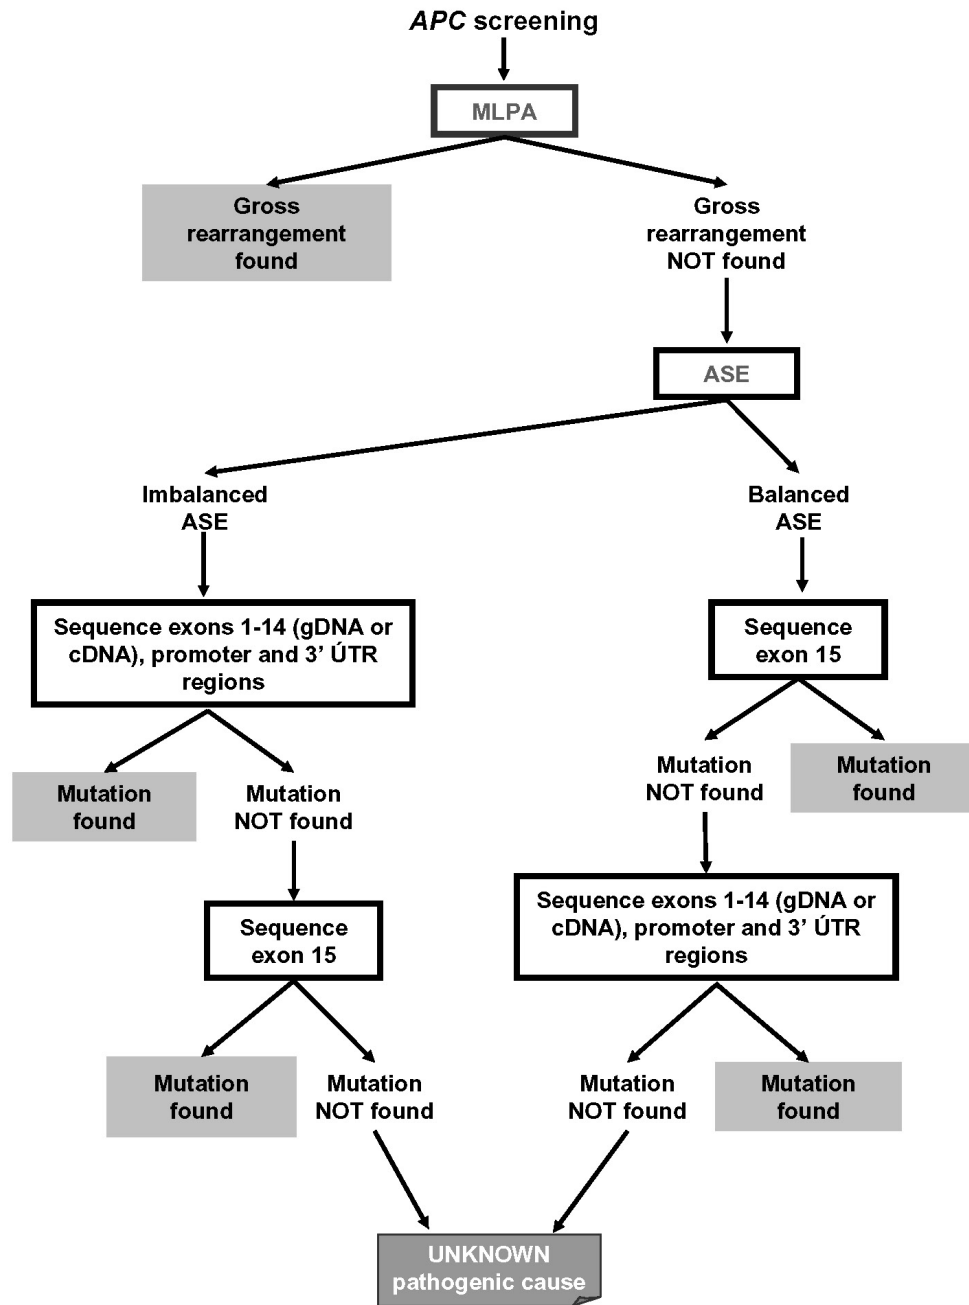 APC screening
MLPA
Gross
rearrangement
found
Gross
rearrangement
NOT found
ASE
Imbalanced
ASE
Balanced
ASE
Sequence exons 1-14 (gDNA or
cDNA), promoter and 3’ ÚTR
regions
Sequence
exon 15
Mutation
found
Mutation
NOT found
Mutation
NOT found
Mutation
found
Sequence
exon 15
Sequence exons 1-14 (gDNA or
cDNA), promoter and 3’ ÚTR
regions
Mutation
found
Mutation
NOT found
Mutation
NOT found
Mutation
found
UNKNOWN
pathogenic cause